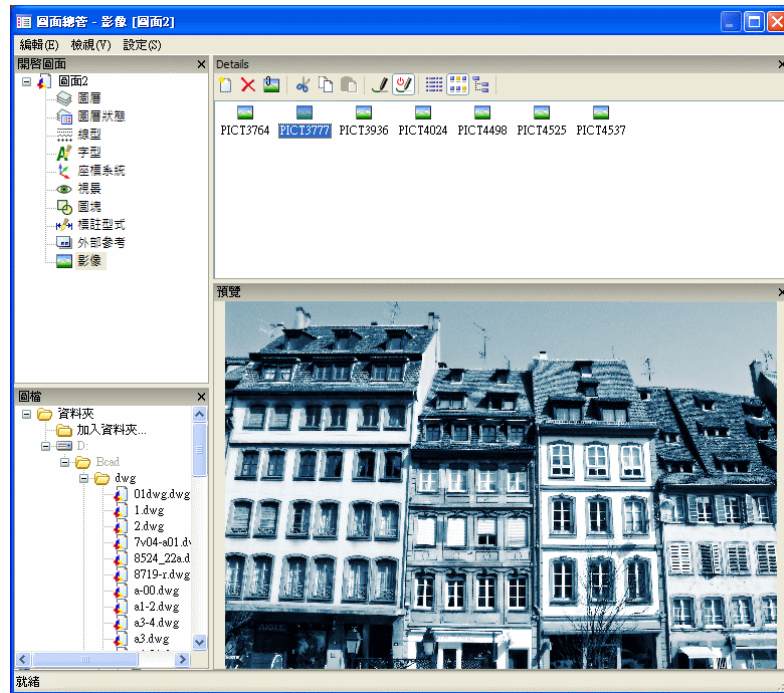 圖面總管 - 影像 [圖面2]
編輯(E) 檢視(V) 設定(S)
開啟圖面
圖面2
圖層
圖層狀態
線型
字型
座標系統
視景
圖塊
標註型式
外部參考
影像
Details
PICT3764 PICT3777 PICT3936 PICT4024 PICT4498 PICT4525 PICT4537
預覽
圖檔
資料夾
加入資料夾...
D:
Bcad
dwg
01dwg.dwg
1.dwg
2.dwg
7v04-a01.dv
8524_22a.d
8719-r.dwg
a-00.dwg
a1-2.dwg
a3-4.dwg
a3.dwg
就緒